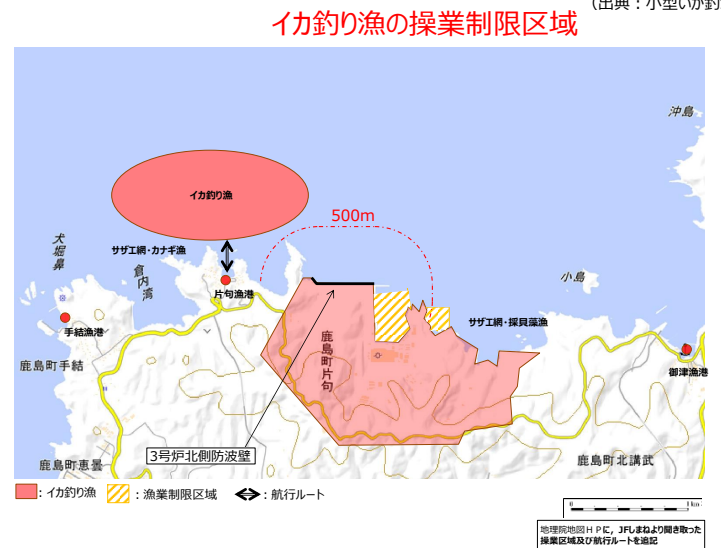 （出典：小型いか釣
イカ釣り漁の操業制限区域
沖島
イカ釣り漁
500m
犬堀鼻
サザエ網・カナギ漁
倉内湾
小島
片句漁港
手結漁港
サザエ網・採貝藻漁
鹿島町片句
鹿島町手結
御津漁港
3号炉北側防波壁
鹿島町恵曇
鹿島町北講武
：イカ釣り漁
：漁業制限区域
：航行ルート
1km
地理院地図ＨＰに，JFしまねより聞き取った
操業区域及び航行ルートを追記